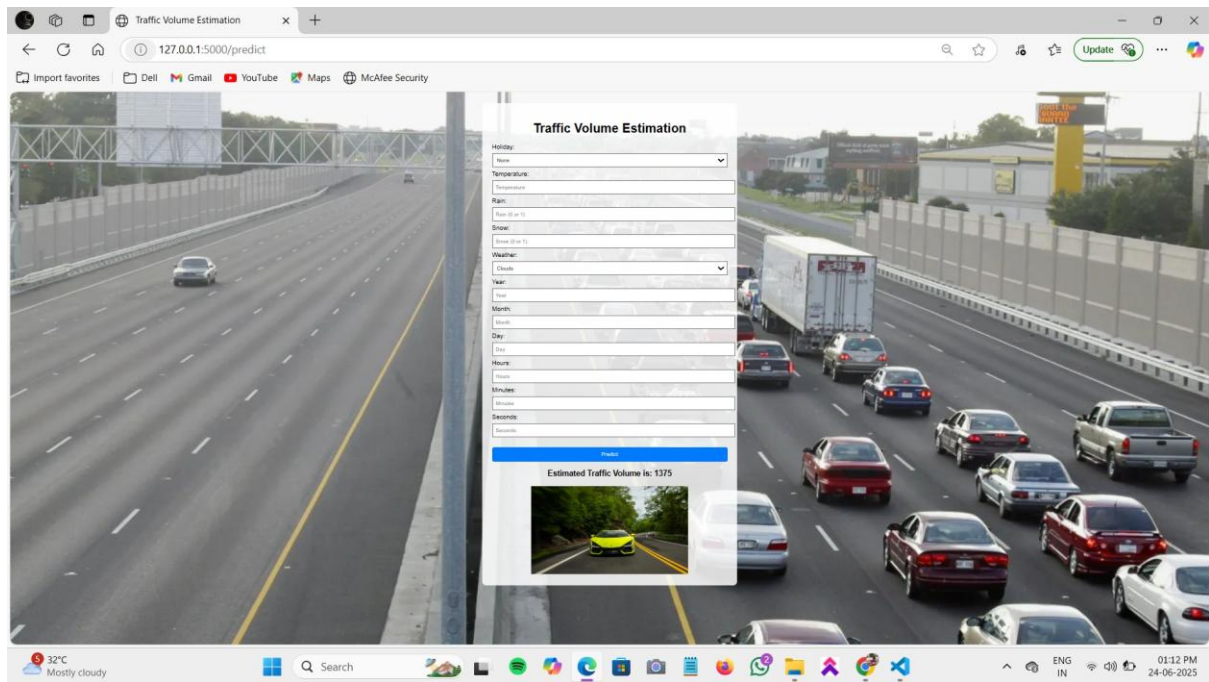 Traffic Volume Estimation
127.0.0.1:5000/predict
Update
Import favorites
Dell
Gmail
YouTube
Maps
McAfee Security
Traffic Volume Estimation
Holiday:
None
Temperature:
Temperature
Rain:
Rain (0 or 1)
Snow:
Snow (0 or 1)
Weather:
Clouds
Year:
Year
Month:
Month
Day:
Day
Hours:
Hours
Minutes:
Minutes
Seconds:
Seconds
Predict
Estimated Traffic Volume is: 1375
5
32°C
Mostly cloudy
Search
ENG
IN
01:12 PM
24-06-2025